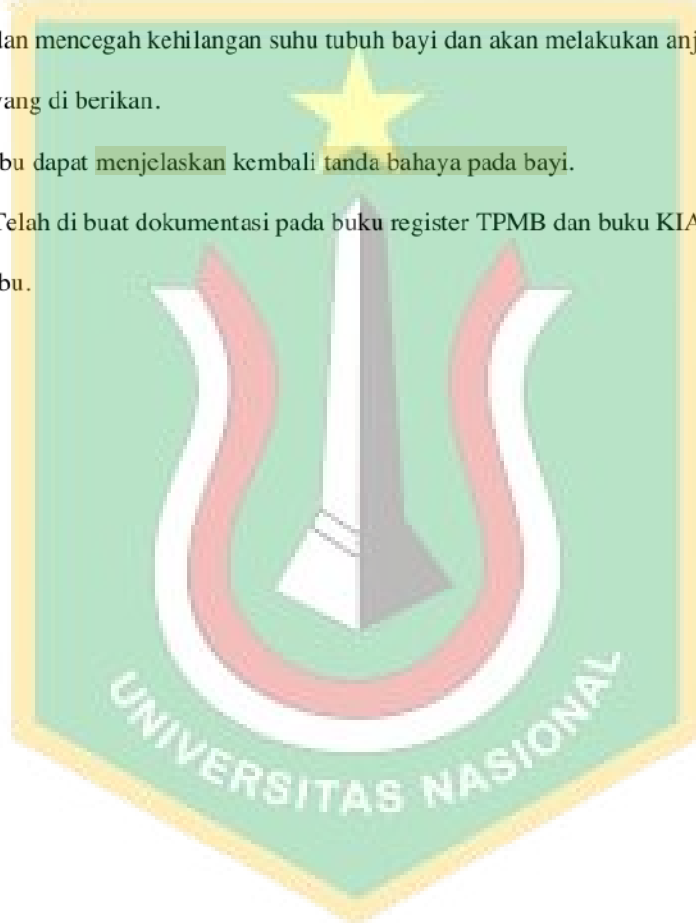 dan mencegah kehilangan suhu tubuh bayi dan akan melakukan anj
yang di berikan.
bu dapat menjelaskan kembali tanda bahaya pada bayi.
Telah di buat dokumentasi pada buku register TPMB dan buku KIA
bu.
UNIVERSITAS NASIONAL